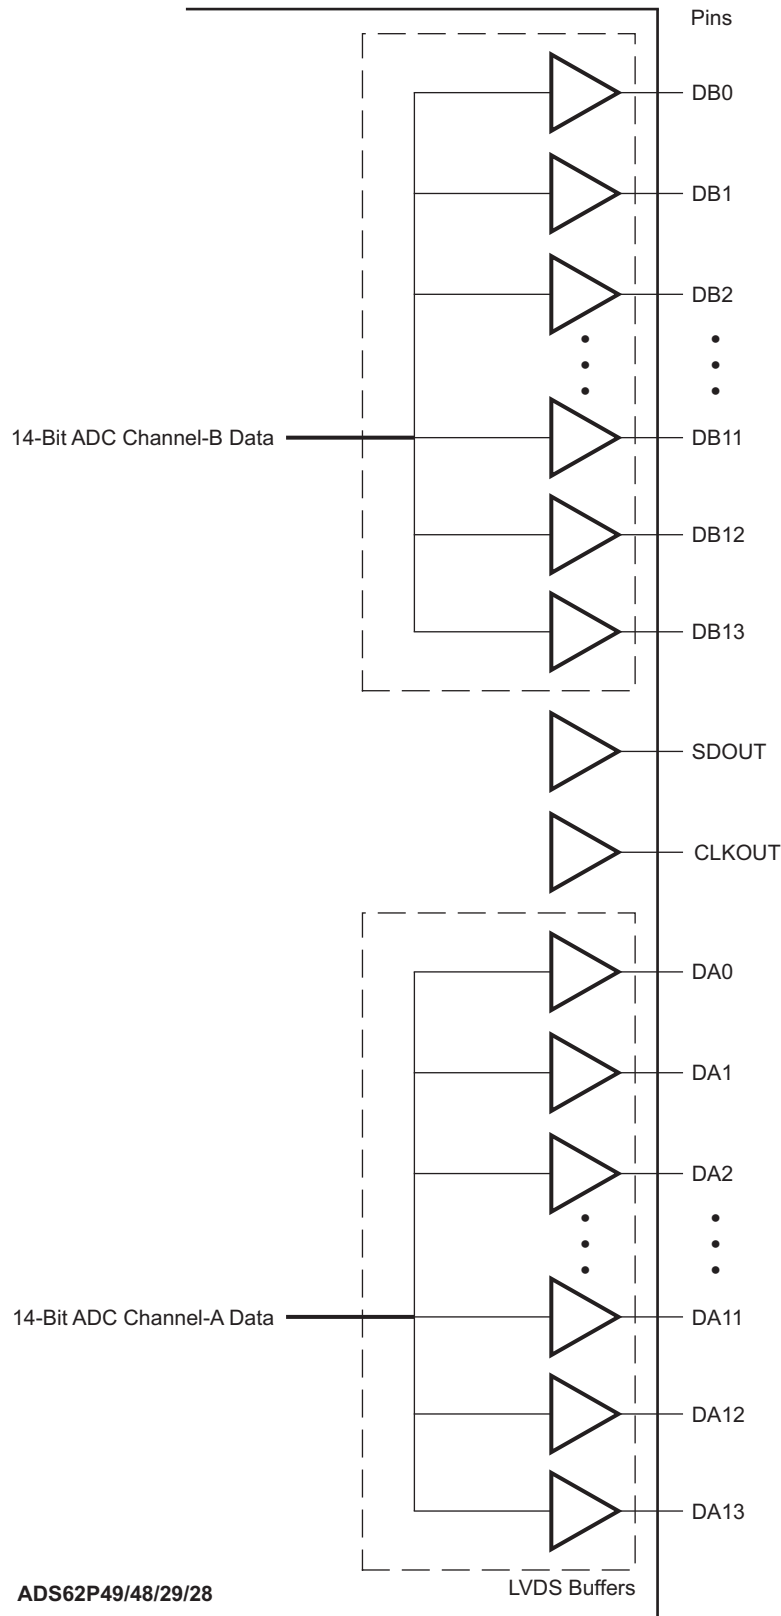 Pins
DB0
DB1
DB2
14-Bit ADC Channel-B Data
DB11
DB12
DB13
SDOUT
CLKOUT
DA0
DA1
DA2
14-Bit ADC Channel-A Data
DA11
DA12
DA13
ADS62P49/48/29/28
LVDS Buffers